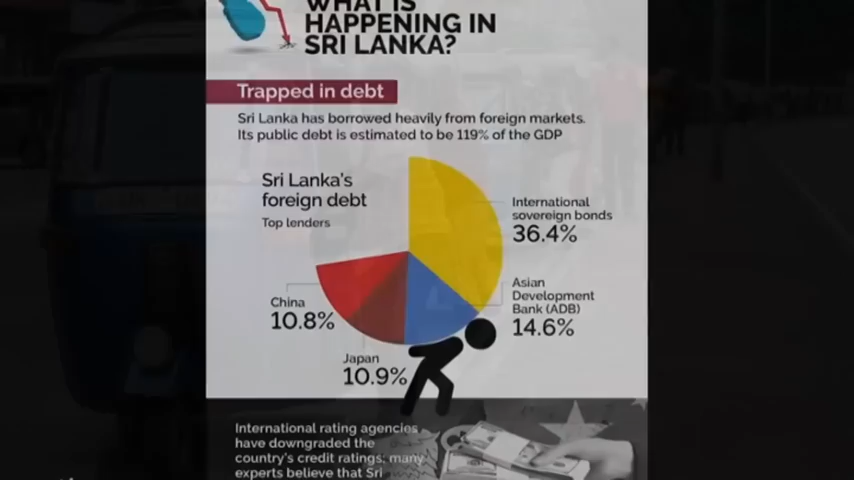 WHAT IS
HAPPENING IN
SRI LANKA?
Trapped in debt
Sri Lanka has borrowed heavily from foreign markets.
Its public debt is estimated to be 119% of the GDP
Sri Lanka's
foreign debt
Top lenders
International
sovereign bonds
36.4%
Asian
Development
Bank (ADB)
14.6%
China
10.8%
Japan
10.9%
International rating agencies
have downgraded the
country's credit ratings; many
experts believe that Sri